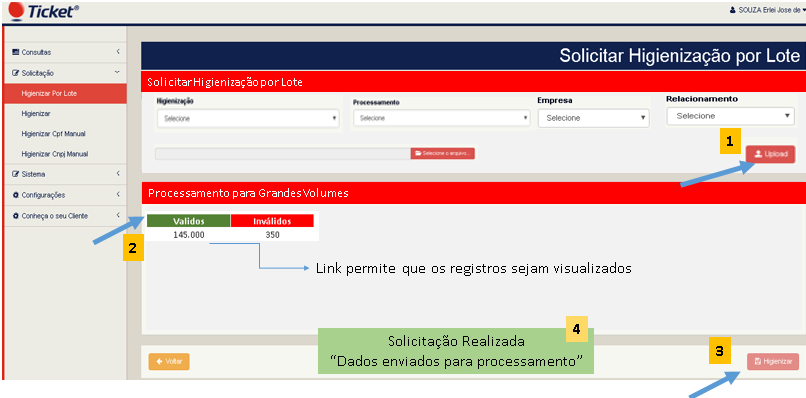 Ticket®
SOUZA Erlei Jose de
Consultas
Solicitação
Higienizar Por Lote
Higienizar
Higienizar Cpf Manual
Higienizar Cnpj Manual
Sistema
Configurações
Conheça o seu Cliente
Solicitar Higienização por Lote
Solicitar Higienização por Lote
Higienização
Processamento
Empresa
Relacionamento
Selecione
Selecione
Selecione
Selecione
Selecione o arquivo...
1
Upload
Processamento para Grandes Volumes
Validos
Inválidos
145.000
350
2
Link permite que os registros sejam visualizados
4
Solicitação Realizada
“Dados enviados para processamento”
Voltar
3
Higienizar